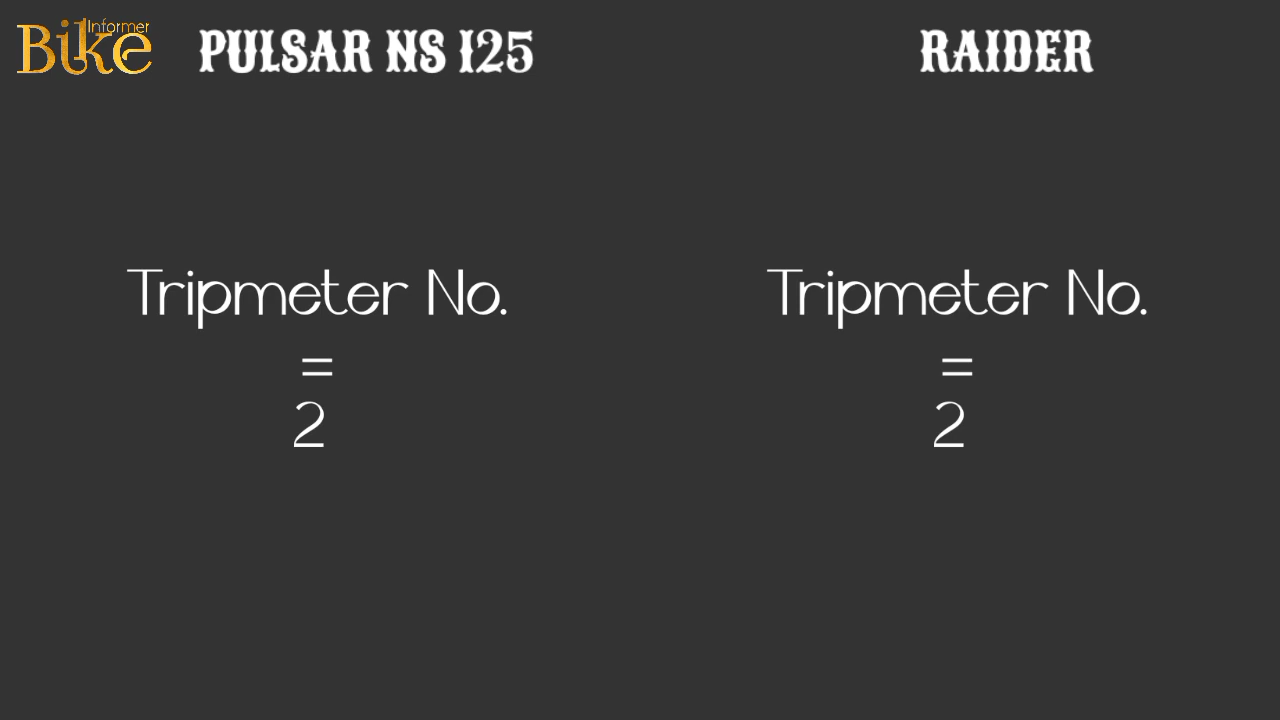 Bike Informer
PULSAR NS 125
RAIDER
Tripmeter No.
=
2
Tripmeter No.
=
2